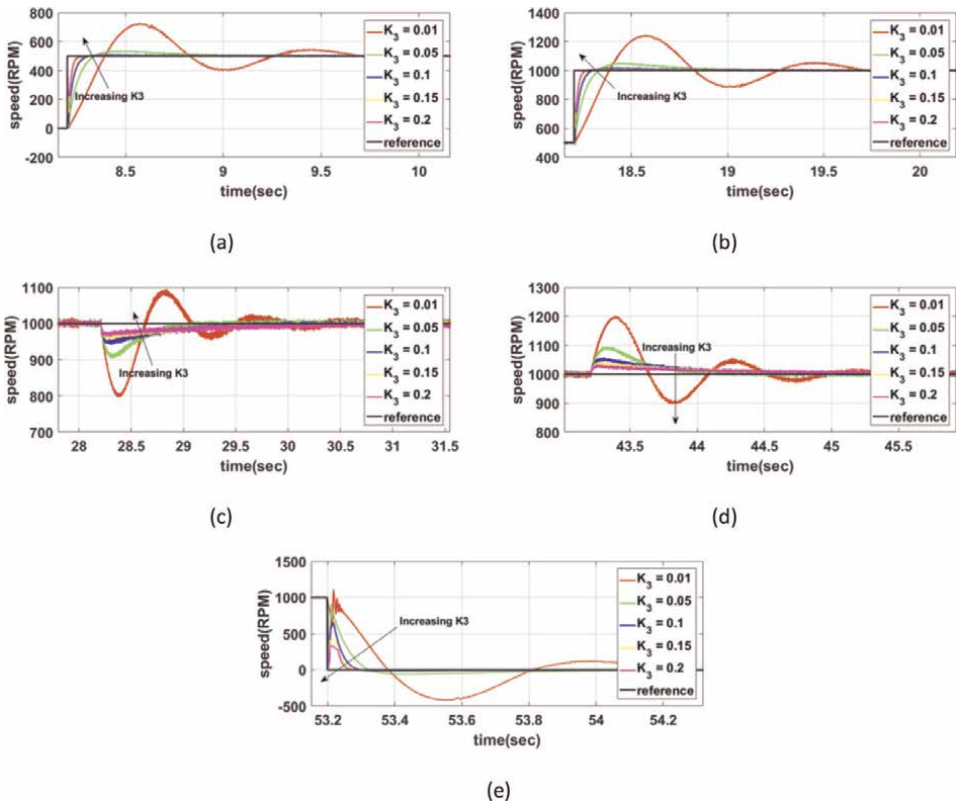 800
600
400
200
0
-200
speed(RPM)
8.5
9
9.5
10
time(sec)
Increasing K3
K3 = 0.01
K3 = 0.05
K3 = 0.1
K3 = 0.15
K3 = 0.2
reference
(a)
1400
1200
1000
800
600
400
speed(RPM)
18.5
19
19.5
20
time(sec)
Increasing K3
K3 = 0.01
K3 = 0.05
K3 = 0.1
K3 = 0.15
K3 = 0.2
reference
(b)
1100
1000
900
800
700
speed(RPM)
28
28.5
29
29.5
30
30.5
31
31.5
time(sec)
Increasing K3
K3 = 0.01
K3 = 0.05
K3 = 0.1
K3 = 0.15
K3 = 0.2
reference
(c)
1300
1200
1100
1000
900
800
speed(RPM)
43.5
44
44.5
45
45.5
time(sec)
Increasing K3
K3 = 0.01
K3 = 0.05
K3 = 0.1
K3 = 0.15
K3 = 0.2
reference
(d)
1500
1000
500
0
-500
speed(RPM)
53.2
53.4
53.6
53.8
54
54.2
time(sec)
Increasing K3
K3 = 0.01
K3 = 0.05
K3 = 0.1
K3 = 0.15
K3 = 0.2
reference
(e)